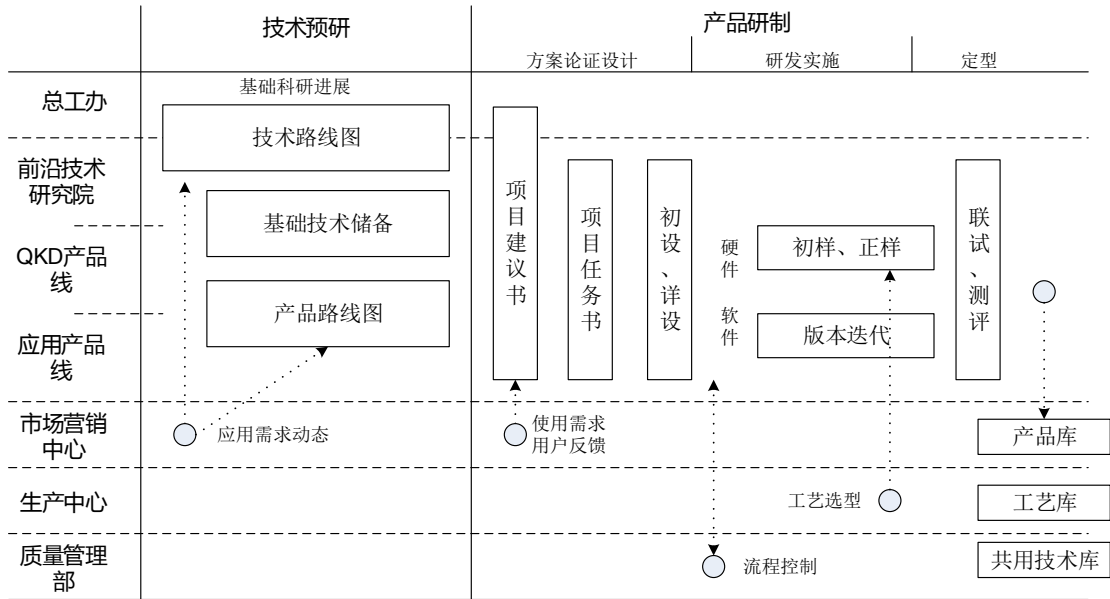 技术预研
产品研制
方案论证设计
研发实施
定型
总工办
基础科研进展
技术路线图
前沿技术
研究院
基础技术储备
QKD产品
线
产品路线图
应用产品
线
项目建议书
项目任务书
初设、详设
硬件
初样、正样
软件
版本迭代
联试、测评
市场营销
中心
应用需求动态
使用需求
用户反馈
产品库
生产中心
工艺选型
工艺库
质量管理
部
流程控制
共用技术库